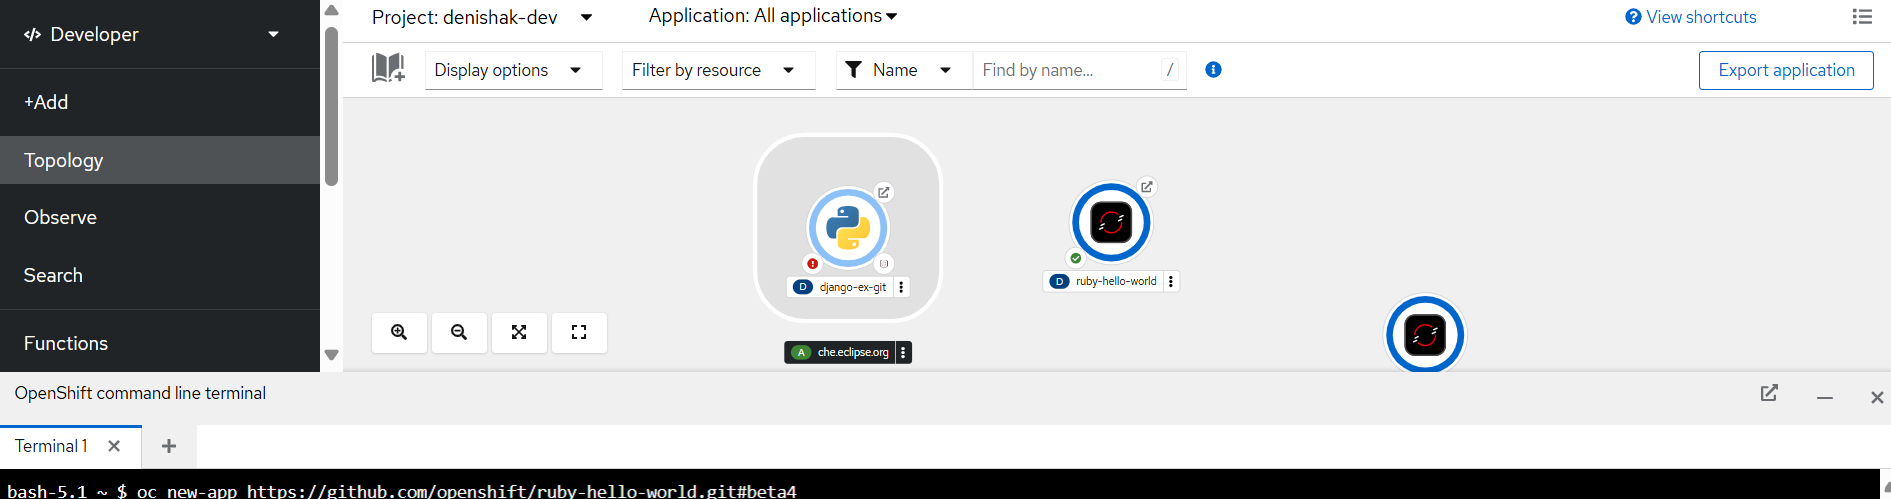 Developer
Project: denishak-dev
Application: All applications
View shortcuts
Display options
Filter by resource
Name
Find by name...
/
Export application
+Add
Topology
Observe
Search
Functions
D django-ex-git
D ruby-hello-world
A che.eclipse.org
OpenShift command line terminal
Terminal 1
bash-5.1 ~ $ oc new-app https://github.com/openshift/ruby-hello-world.git#beta4